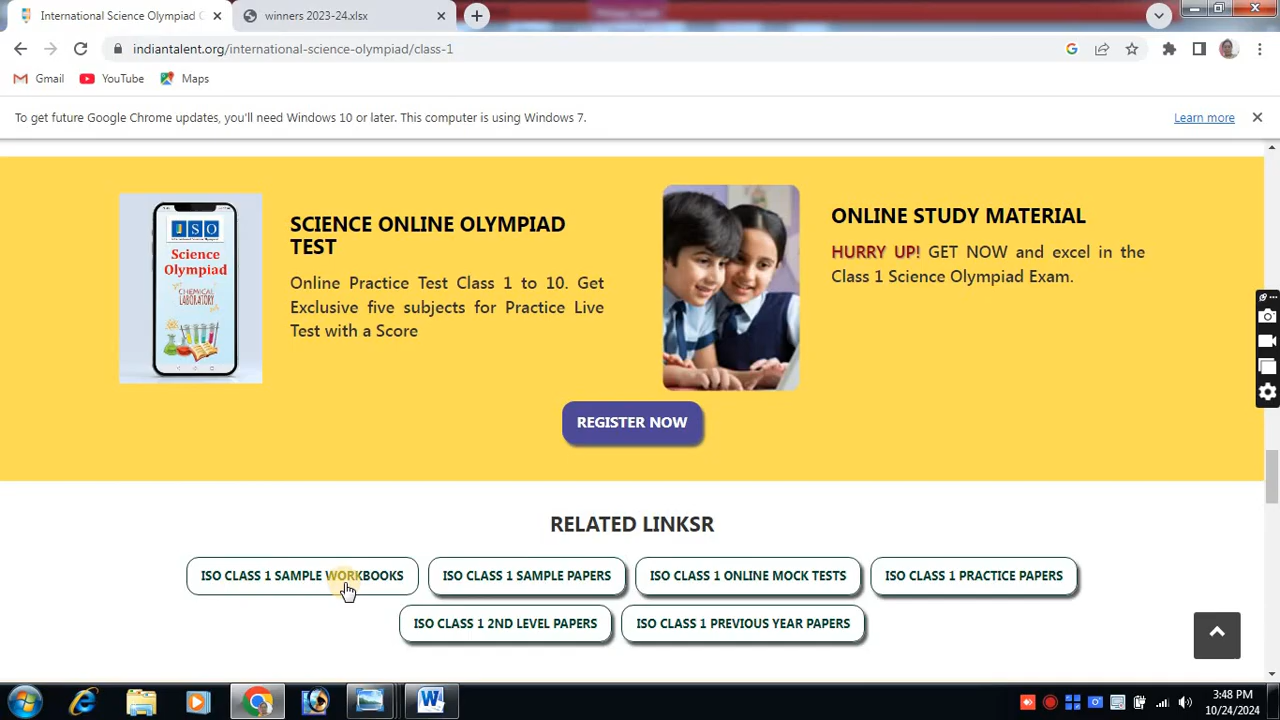 International Science Olympiad C
winners 2023-24.xlsx
indiantalent.org/international-science-olympiad/class-1
Gmail
YouTube
Maps
To get future Google Chrome updates, you'll need Windows 10 or later. This computer is using Windows 7.
Learn more
ISO
Science
Olympiad
CHEMICAL
LABORATORY
SCIENCE ONLINE OLYMPIAD
TEST
Online Practice Test Class 1 to 10. Get
Exclusive five subjects for Practice Live
Test with a Score
ONLINE STUDY MATERIAL
HURRY UP! GET NOW and excel in the
Class 1 Science Olympiad Exam.
REGISTER NOW
RELATED LINKSR
ISO CLASS 1 SAMPLE WORKBOOKS
ISO CLASS 1 SAMPLE PAPERS
ISO CLASS 1 ONLINE MOCK TESTS
ISO CLASS 1 PRACTICE PAPERS
ISO CLASS 1 2ND LEVEL PAPERS
ISO CLASS 1 PREVIOUS YEAR PAPERS
3:48 PM
10/24/2024